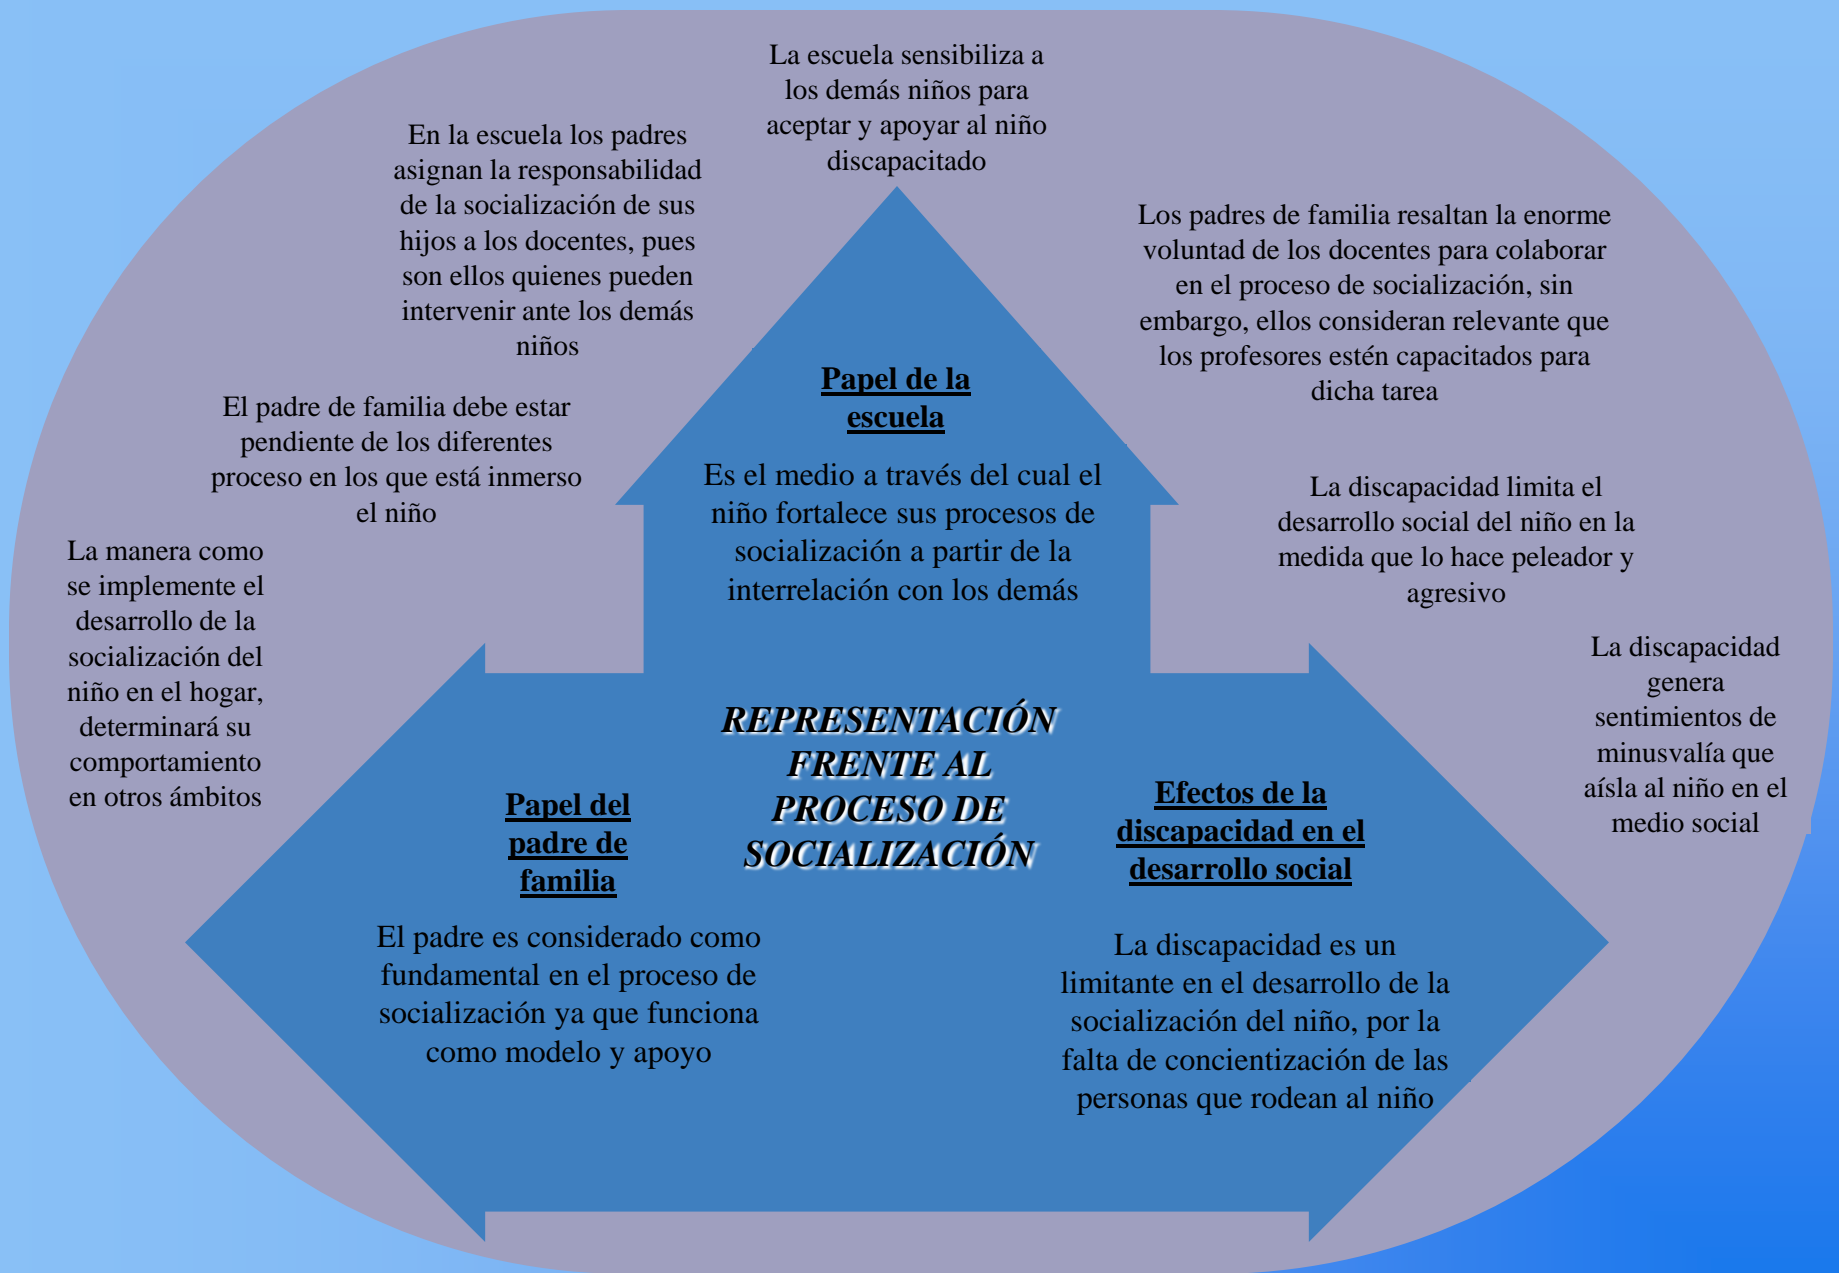 La escuela sensibiliza a
los demás niños para
aceptar y apoyar al niño
discapacitado
En la escuela los padres
asignan la responsabilidad
de la socialización de sus
hijos a los docentes, pues
son ellos quienes pueden
intervenir ante los demás
niños
Los padres de familia resaltan la enorme
voluntad de los docentes para colaborar
en el proceso de socialización, sin
embargo, ellos consideran relevante que
los profesores estén capacitados para
dicha tarea
El padre de familia debe estar
pendiente de los diferentes
proceso en los que está inmerso
el niño
La manera como
se implemente el
desarrollo de la
socialización del
niño en el hogar,
determinará su
comportamiento
en otros ámbitos
Papel de la
escuela
Es el medio a través del cual el
niño fortalece sus procesos de
socialización a partir de la
interrelación con los demás
La discapacidad limita el
desarrollo social del niño en la
medida que lo hace peleador y
agresivo
La discapacidad
genera
sentimientos de
minusvalía que
aísla al niño en el
medio social
REPRESENTACIÓN
FRENTE AL
PROCESO DE
SOCIALIZACIÓN
Papel del
padre de
familia
El padre es considerado como
fundamental en el proceso de
socialización ya que funciona
como modelo y apoyo
Efectos de la
discapacidad en el
desarrollo social
La discapacidad es un
limitante en el desarrollo de la
socialización del niño, por la
falta de concientización de las
personas que rodean al niño